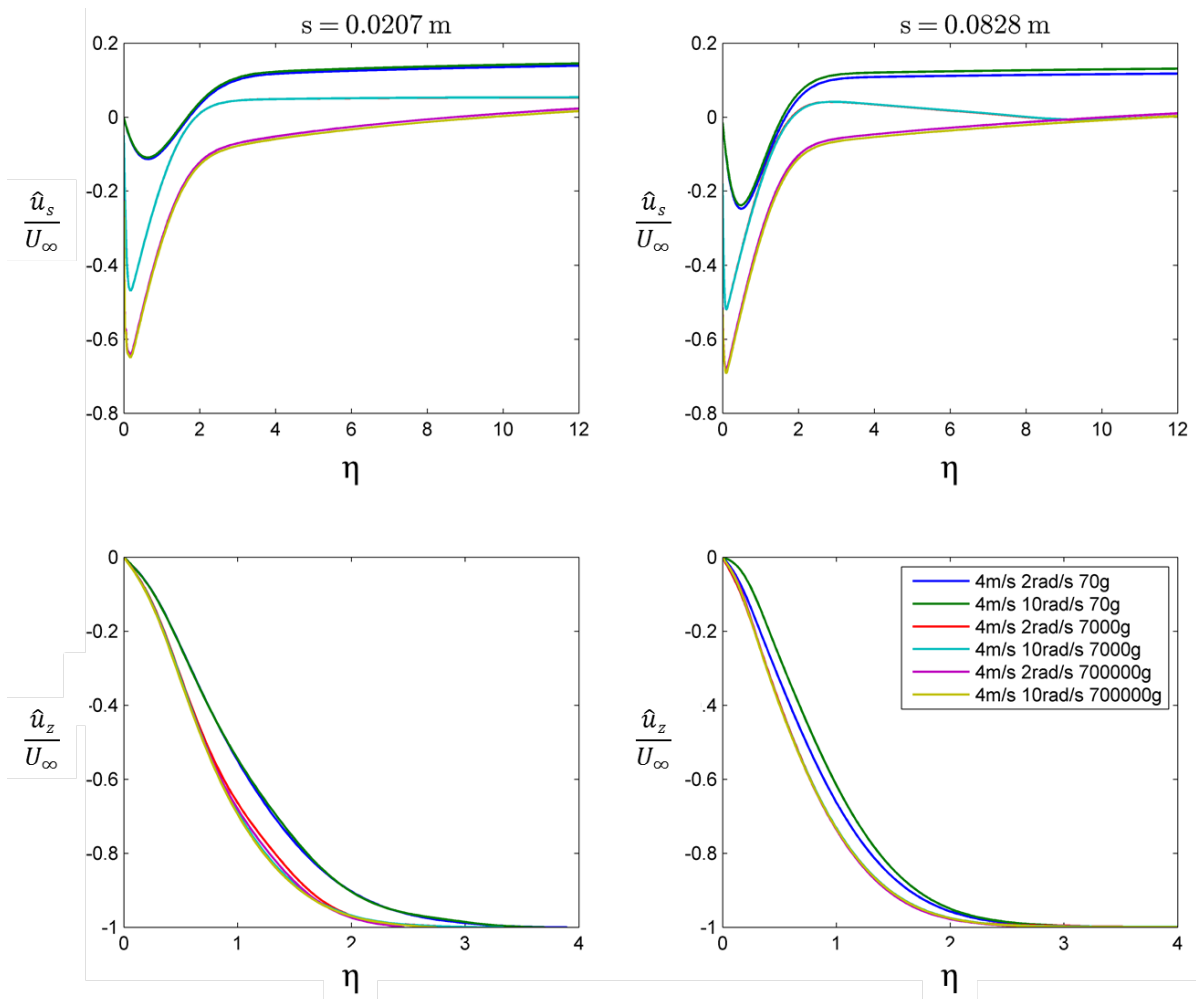 s = 0.0207 m
s = 0.0828 m
0.2
0
-0.2
-0.4
-0.6
-0.8
û_s
U_∞
0 2 4 6 8 10 12
η
0.2
0
-0.2
-0.4
-0.6
-0.8
û_s
U_∞
0 2 4 6 8 10 12
η
0
-0.2
-0.4
-0.6
-0.8
-1
û_z
U_∞
0 1 2 3 4
η
0
-0.2
.4
-0.6
-0.8
-1
û_z
U_∞
0 1 2 3 4
η
4m/s 2rad/s 70g
4m/s 10rad/s 70g
4m/s 2rad/s 7000g
4m/s 10rad/s 7000g
4m/s 2rad/s 700000g
4m/s 10rad/s 700000g